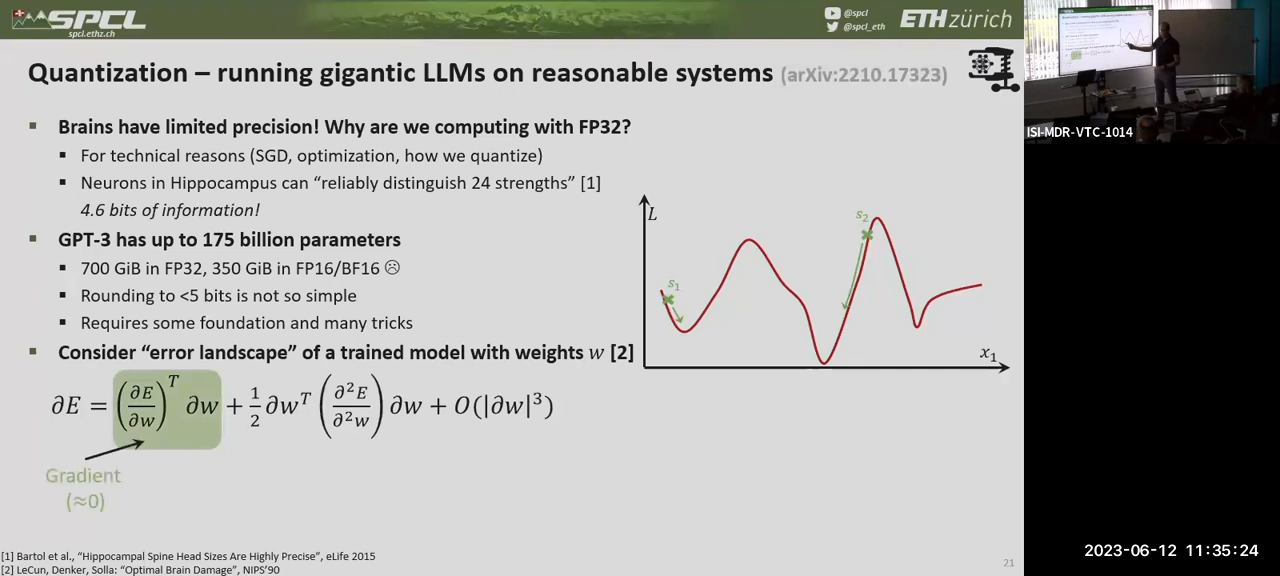 SPCL
spcl.ethz.ch
@spcl
@spcl_eth
ETH zürich
Quantization – running gigantic LLMs on reasonable systems (arXiv:2210.17323)
▪ Brains have limited precision! Why are we computing with FP32?
▪ For technical reasons (SGD, optimization, how we quantize)
▪ Neurons in Hippocampus can “reliably distinguish 24 strengths” [1]
4.6 bits of information!
▪ GPT-3 has up to 175 billion parameters
▪ 700 GiB in FP32, 350 GiB in FP16/BF16 ☹
▪ Rounding to <5 bits is not so simple
▪ Requires some foundation and many tricks
▪ Consider “error landscape” of a trained model with weights w [2]
∂E = (∂E/∂w)^T ∂w + 1/2 ∂w^T (∂²E/∂²w) ∂w + O(|∂w|³)
Gradient
(≈0)
L
s₁
s₂
x₁
[1] Bartol et al., “Hippocampal Spine Head Sizes Are Highly Precise”, eLife 2015
[2] LeCun, Denker, Solla: “Optimal Brain Damage”, NIPS’90
21
ISI-MDR-VTC-1014
2023-06-12 11:35:24